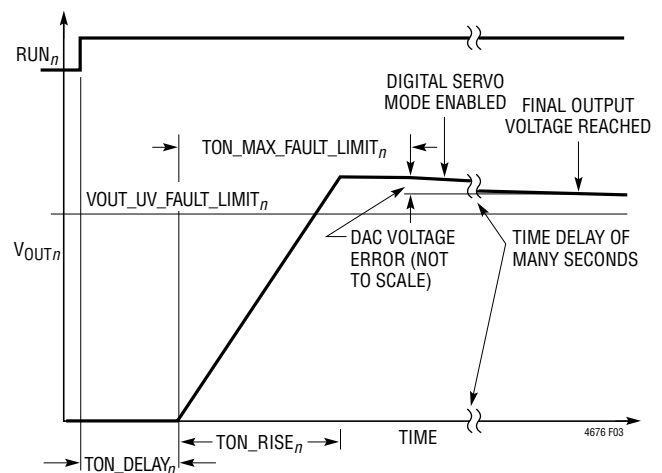 RUNn
DIGITAL SERVO
MODE ENABLED
FINAL OUTPUT
VOLTAGE REACHED
TON_MAX_FAULT_LIMITn
VOUT_UV_FAULT_LIMITn
VOUTn
DAC VOLTAGE
ERROR (NOT
TO SCALE)
TIME DELAY OF
MANY SECONDS
TON_RISEn
TIME
4676 F03
TON_DELAYn